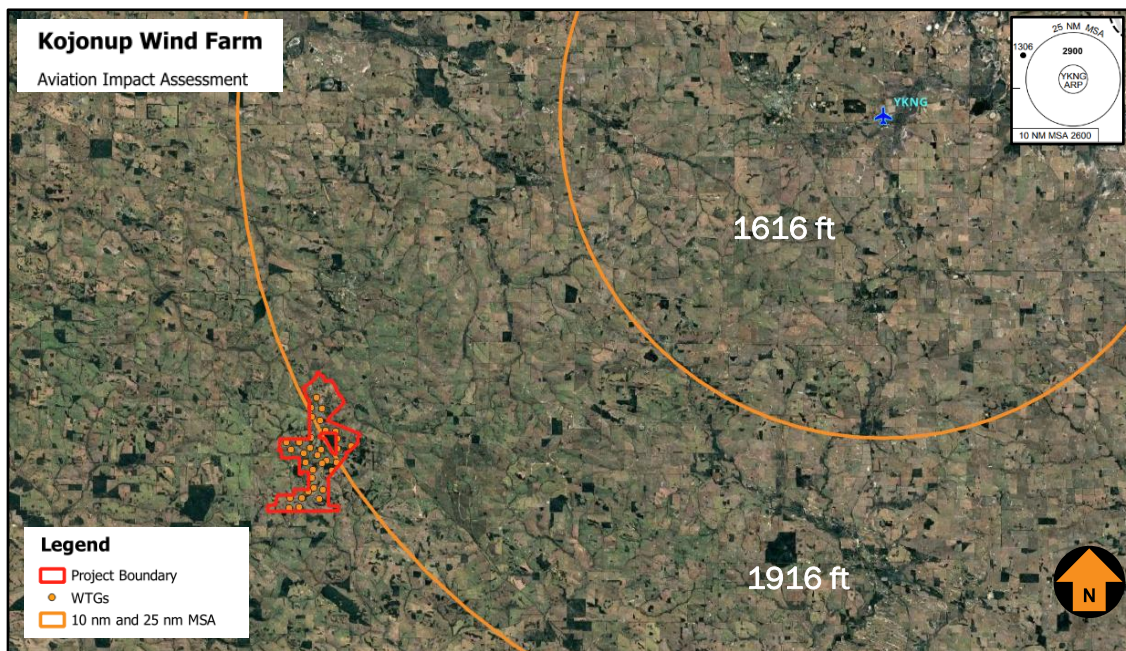 Kojonup Wind Farm
Aviation Impact Assessment
25 NM MSA
1306
2900
YKNG
ARP
10 NM MSA 2600
YKNG
1616 ft
1916 ft
Legend
Project Boundary
WTGs
10 nm and 25 nm MSA
N